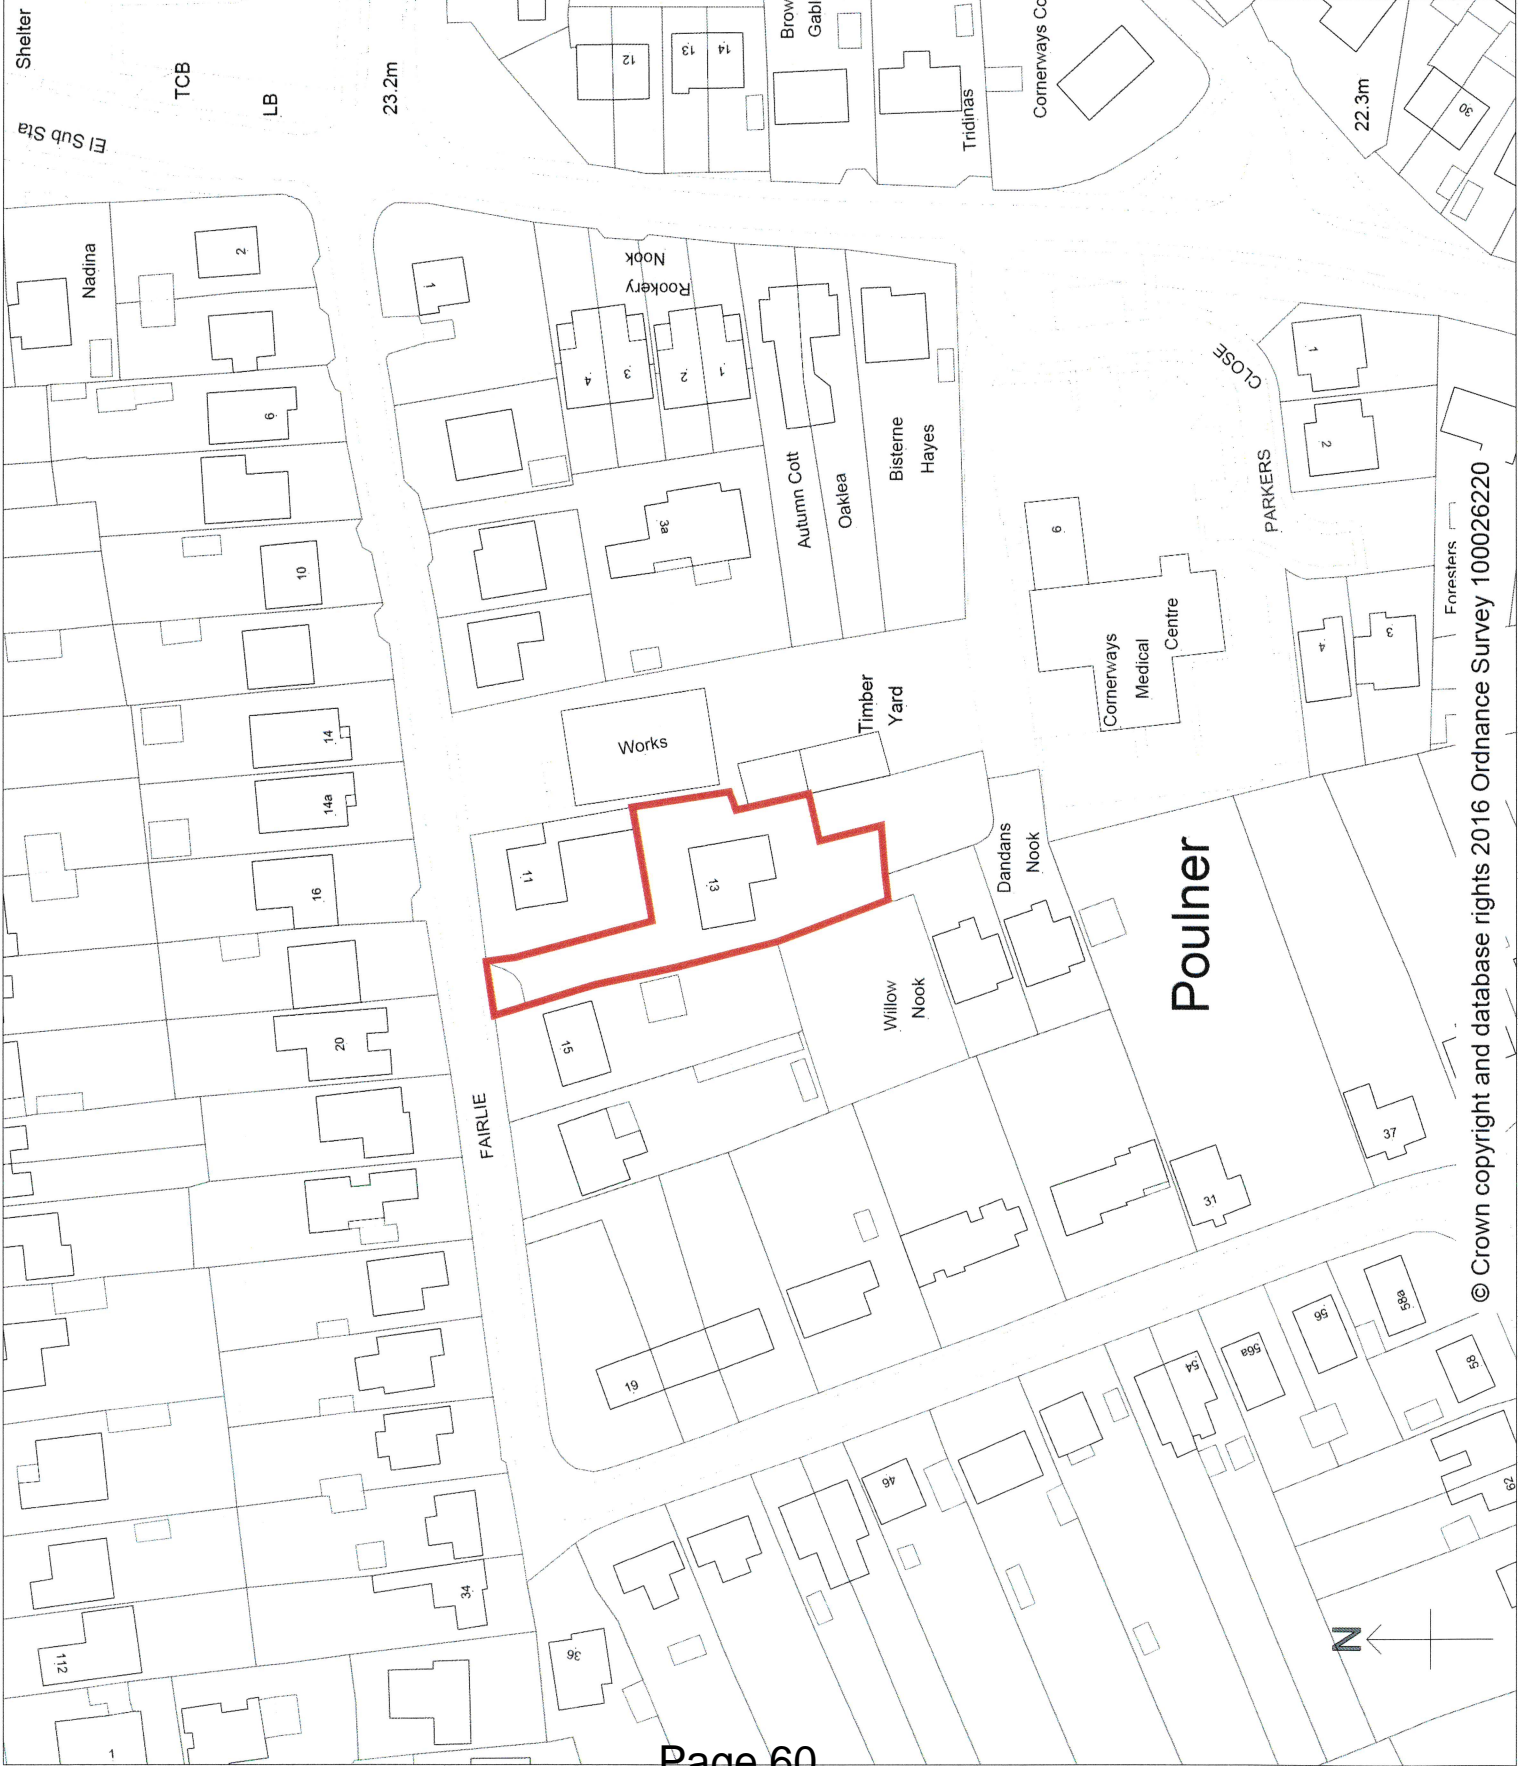 Shelter
TCB
LB
23.2m
El Sub Sta
12
13
14
Tridinas
22.3m
30
Nadina
2
1
Rookery
Nook
4
3
2
1
6
10
14
14a
16
20
3a
Autumn Cott
Oaklea
Bisterne
Hayes
CLOSE
PARKERS
1
2
9
Cornerways
Medical
Centre
4
3
Foresters
Works
Timber
Yard
11
13
15
Dandans
Nook
Willow
Nook
Poulner
FAIRLIE
19
31
37
34
36
112
1
46
54
56a
56
58a
58
62
N
© Crown copyright and database rights 2016 Ordnance Survey 100026220
Page 60